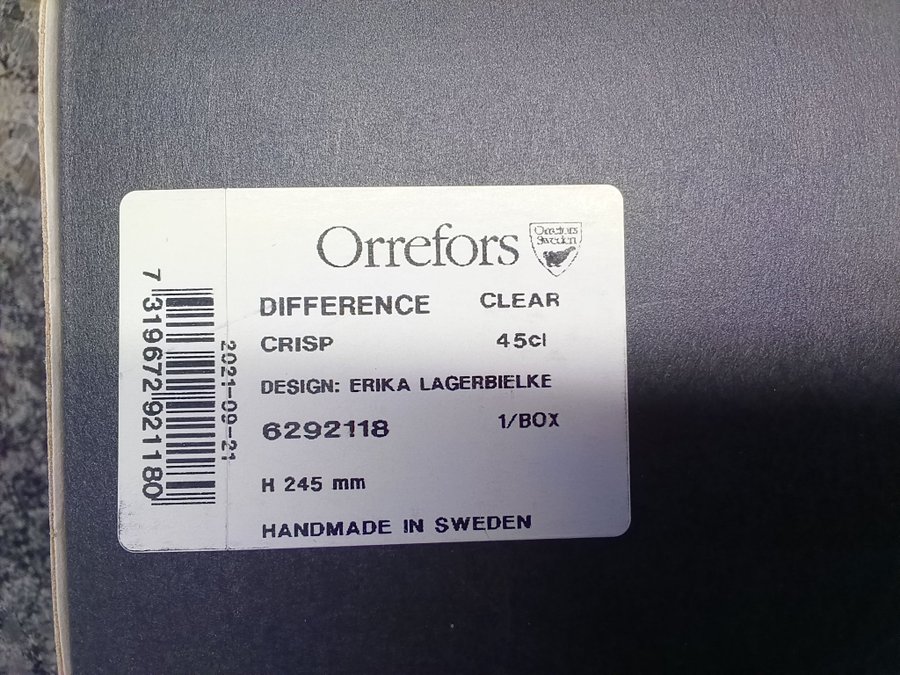 Orrefors
Orrefors
Sweden
DIFFERENCE CLEAR
CRISP 45cl
DESIGN: ERIKA LAGERBIELKE
6292118 1/BOX
H 245 mm
HANDMADE IN SWEDEN
2021-09-21
7 319672 921180